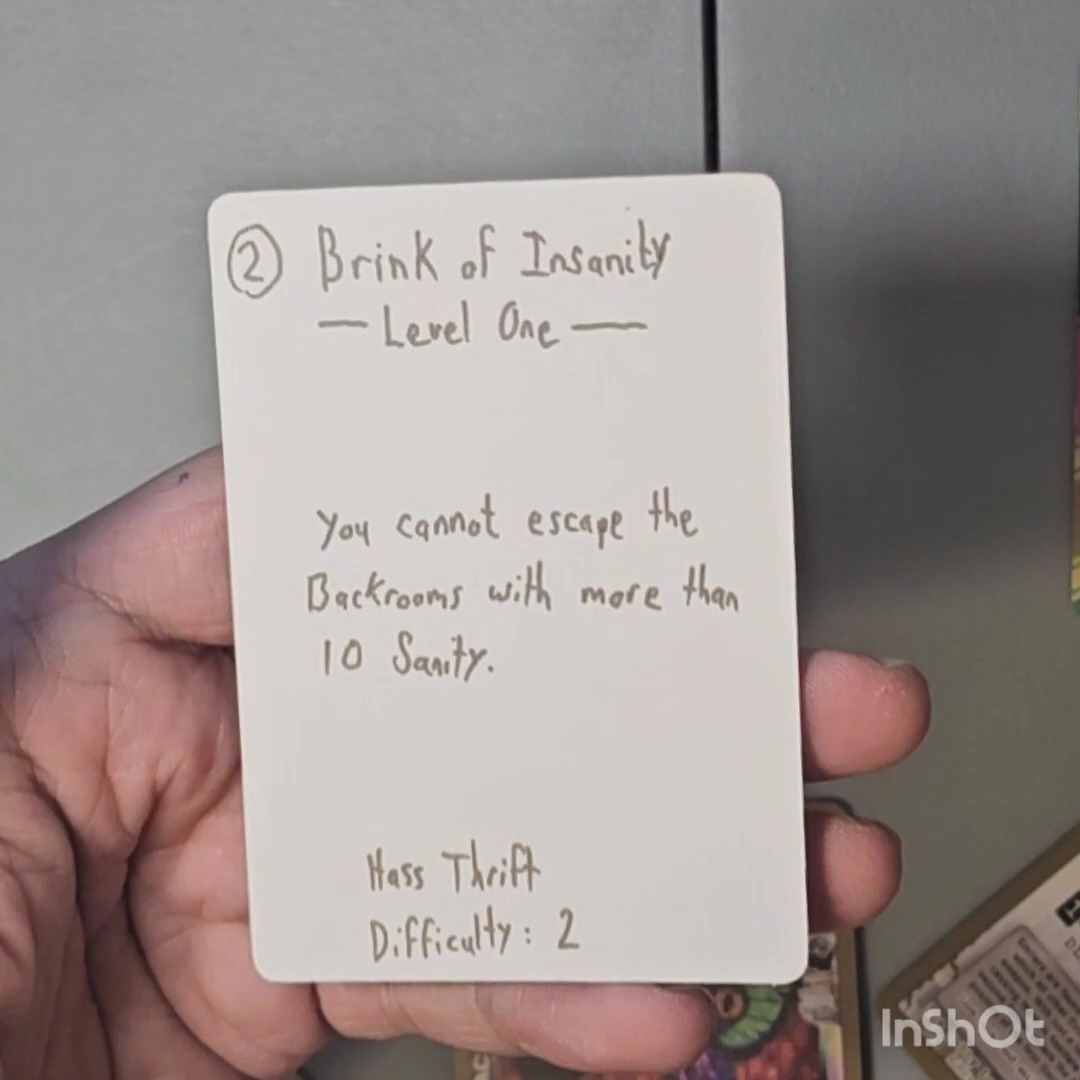 ② Brink of Insanity
— Level One —
You cannot escape the
Backrooms with more than
10 Sanity.
Hass Thrift
Difficulty: 2
InShOt